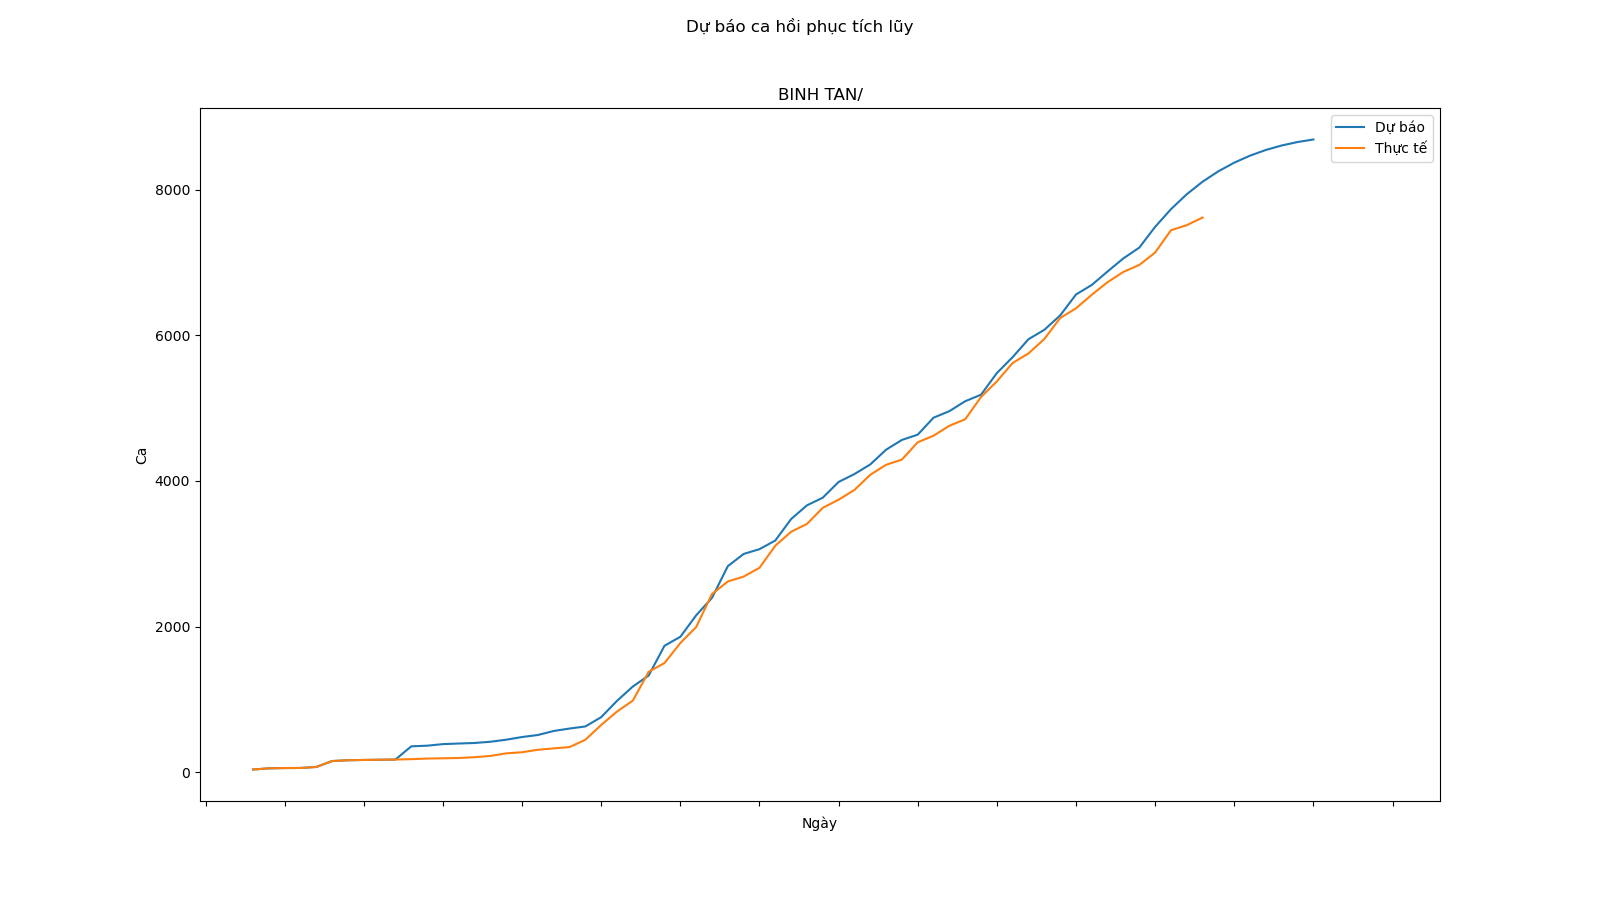 Dự báo ca hồi phục tích lũy
BINH TAN/
Dự báo
Thực tế
8000
6000
4000
2000
0
Ca
Ngày